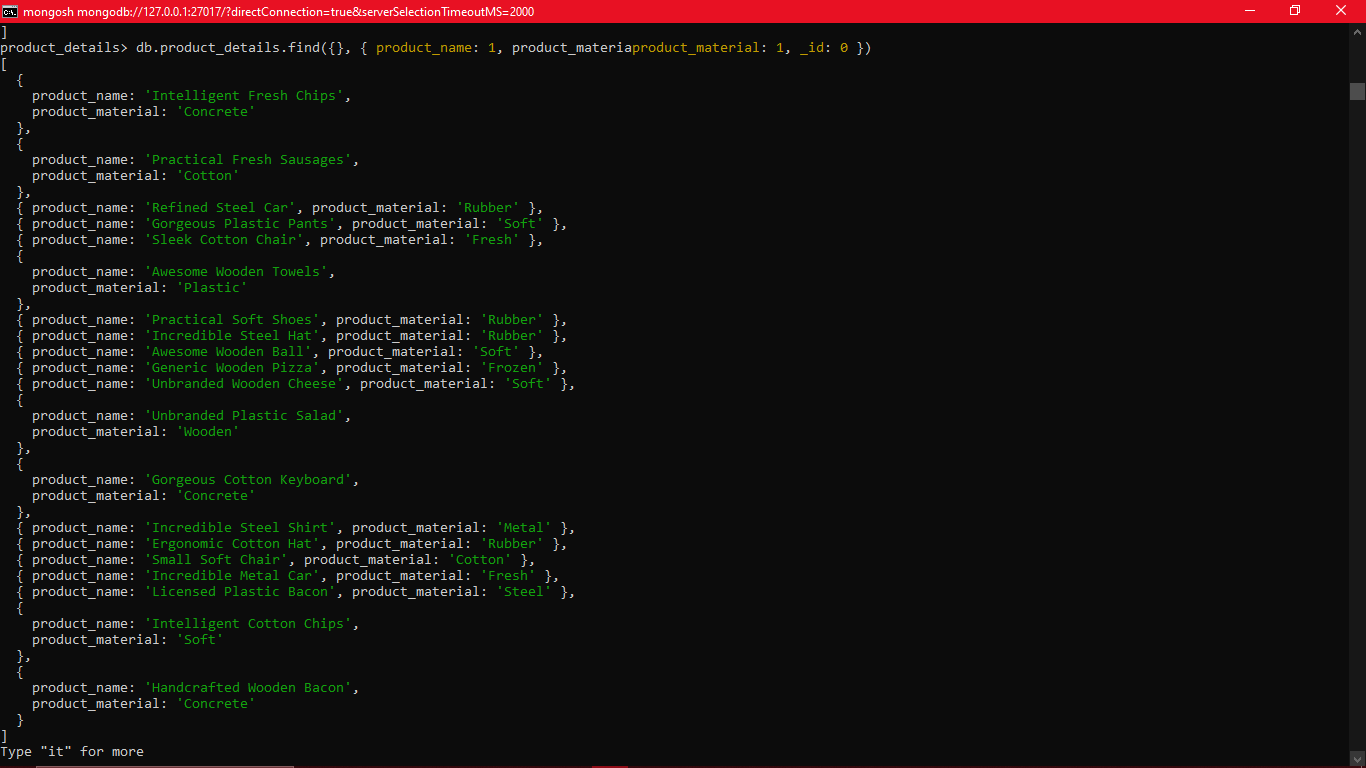 mongosh mongodb://127.0.0.1:27017/?directConnection=true&serverSelectionTimeoutMS=2000
]
product_details> db.product_details.find({}, { product_name: 1, product_materiaproduct_material: 1, _id: 0 })
[
  {
    product_name: 'Intelligent Fresh Chips',
    product_material: 'Concrete'
  },
  {
    product_name: 'Practical Fresh Sausages',
    product_material: 'Cotton'
  },
  { product_name: 'Refined Steel Car', product_material: 'Rubber' },
  { product_name: 'Gorgeous Plastic Pants', product_material: 'Soft' },
  { product_name: 'Sleek Cotton Chair', product_material: 'Fresh' },
  {
    product_name: 'Awesome Wooden Towels',
    product_material: 'Plastic'
  },
  { product_name: 'Practical Soft Shoes', product_material: 'Rubber' },
  { product_name: 'Incredible Steel Hat', product_material: 'Rubber' },
  { product_name: 'Awesome Wooden Ball', product_material: 'Soft' },
  { product_name: 'Generic Wooden Pizza', product_material: 'Frozen' },
  { product_name: 'Unbranded Wooden Cheese', product_material: 'Soft' },
  {
    product_name: 'Unbranded Plastic Salad',
    product_material: 'Wooden'
  },
  {
    product_name: 'Gorgeous Cotton Keyboard',
    product_material: 'Concrete'
  },
  { product_name: 'Incredible Steel Shirt', product_material: 'Metal' },
  { product_name: 'Ergonomic Cotton Hat', product_material: 'Rubber' },
  { product_name: 'Small Soft Chair', product_material: 'Cotton' },
  { product_name: 'Incredible Metal Car', product_material: 'Fresh' },
  { product_name: 'Licensed Plastic Bacon', product_material: 'Steel' },
  {
    product_name: 'Intelligent Cotton Chips',
    product_material: 'Soft'
  },
  {
    product_name: 'Handcrafted Wooden Bacon',
    product_material: 'Concrete'
  }
]
Type "it" for more